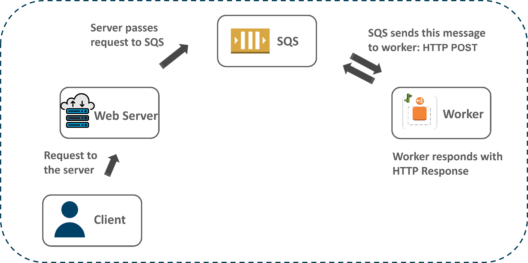 Server passes
request to SQS
SQS
SQS sends this message
to worker: HTTP POST
Web Server
Worker
Request to
the server
Worker responds with
HTTP Response
Client